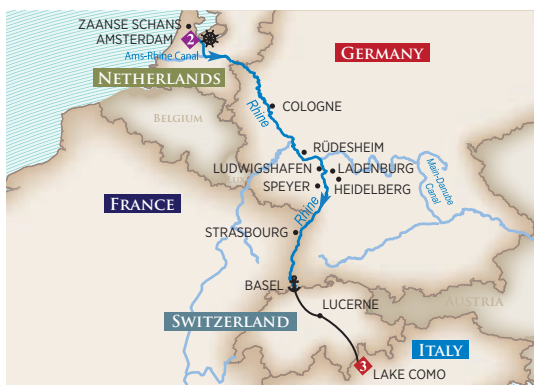 ZAANSE SCHANS
AMSTERDAM
2
Ams-Rhine Canal
GERMANY
NETHERLANDS
Rhine
COLOGNE
BELGIUM
RÜDESHEIM
LUDWIGSHAFEN
LADENBURG
SPEYER
HEIDELBERG
Main-Danube
Canal
FRANCE
Rhine
STRASBOURG
BASEL
LUCERNE
AUSTRIA
SWITZERLAND
ITALY
3
LAKE COMO